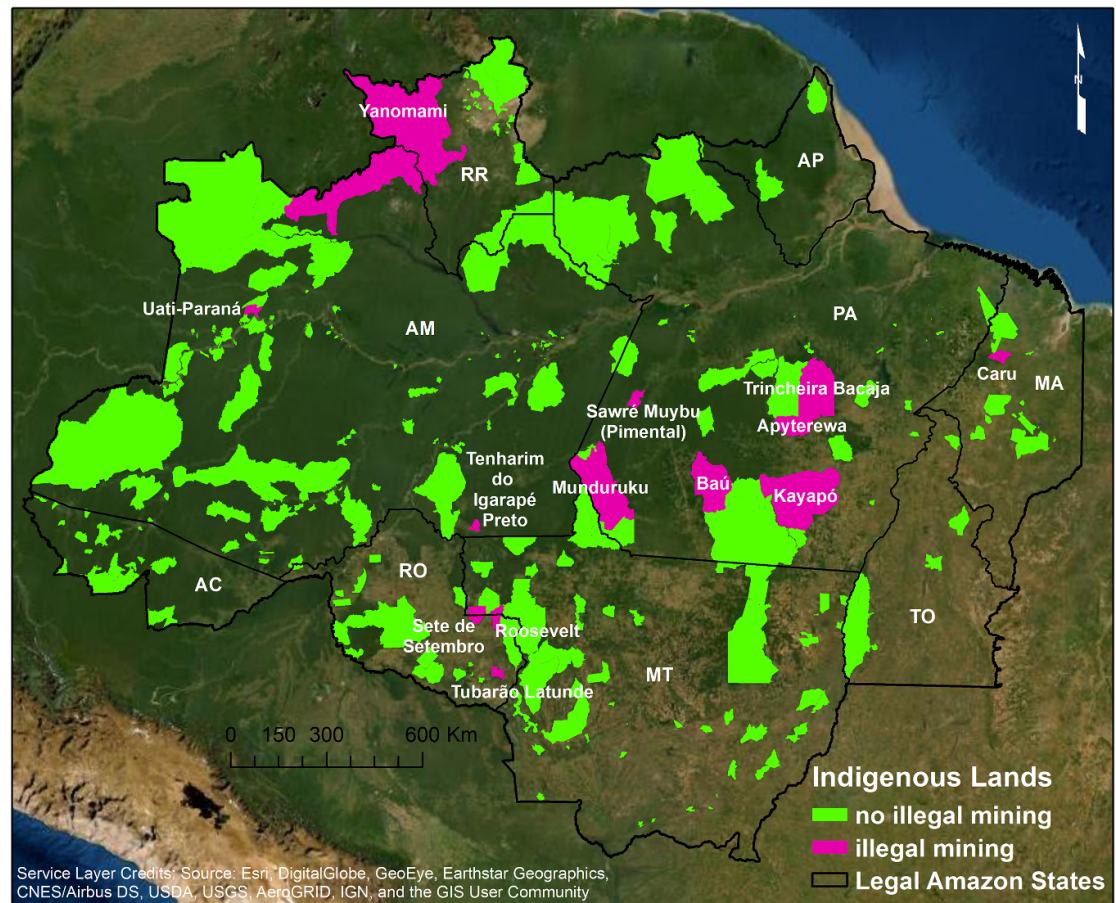 N
Yanomami
RR
AP
Uati-Paraná
AM
PA
Caru
MA
Trincheira Bacaja
Sawré Muybu
(Pimental)
Apyterewa
Tenharim
do
Igarapé
Preto
Munduruku
Baú
Kayapó
AC
RO
TO
Sete de
Setembro
Roosevelt
MT
Tubarão Latunde
0 150 300 600 Km
Indigenous Lands
no illegal mining
illegal mining
Legal Amazon States
Service Layer Credits: Source: Esri, DigitalGlobe, GeoEye, Earthstar Geographics,
CNES/Airbus DS, USDA, USGS, AeroGRID, IGN, and the GIS User Community